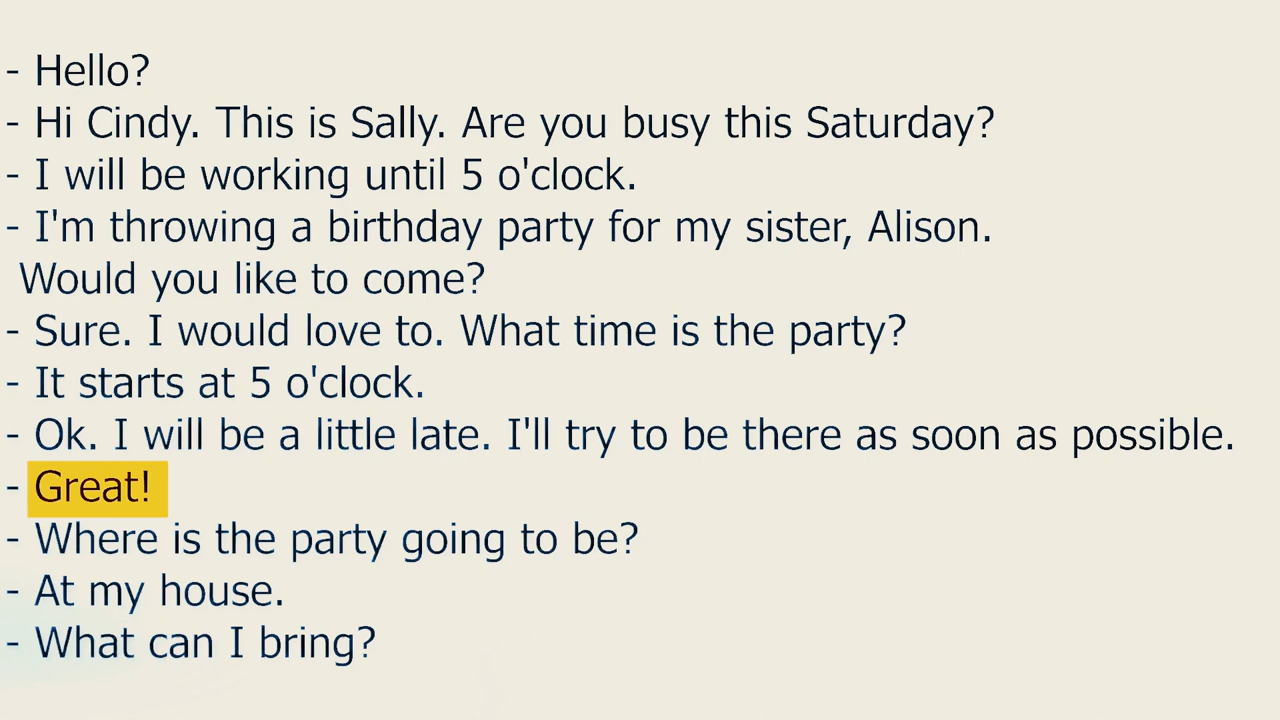 - Hello?
- Hi Cindy. This is Sally. Are you busy this Saturday?
- I will be working until 5 o'clock.
- I'm throwing a birthday party for my sister, Alison.
Would you like to come?
- Sure. I would love to. What time is the party?
- It starts at 5 o'clock.
- Ok. I will be a little late. I'll try to be there as soon as possible.
- Great!
- Where is the party going to be?
- At my house.
- What can I bring?